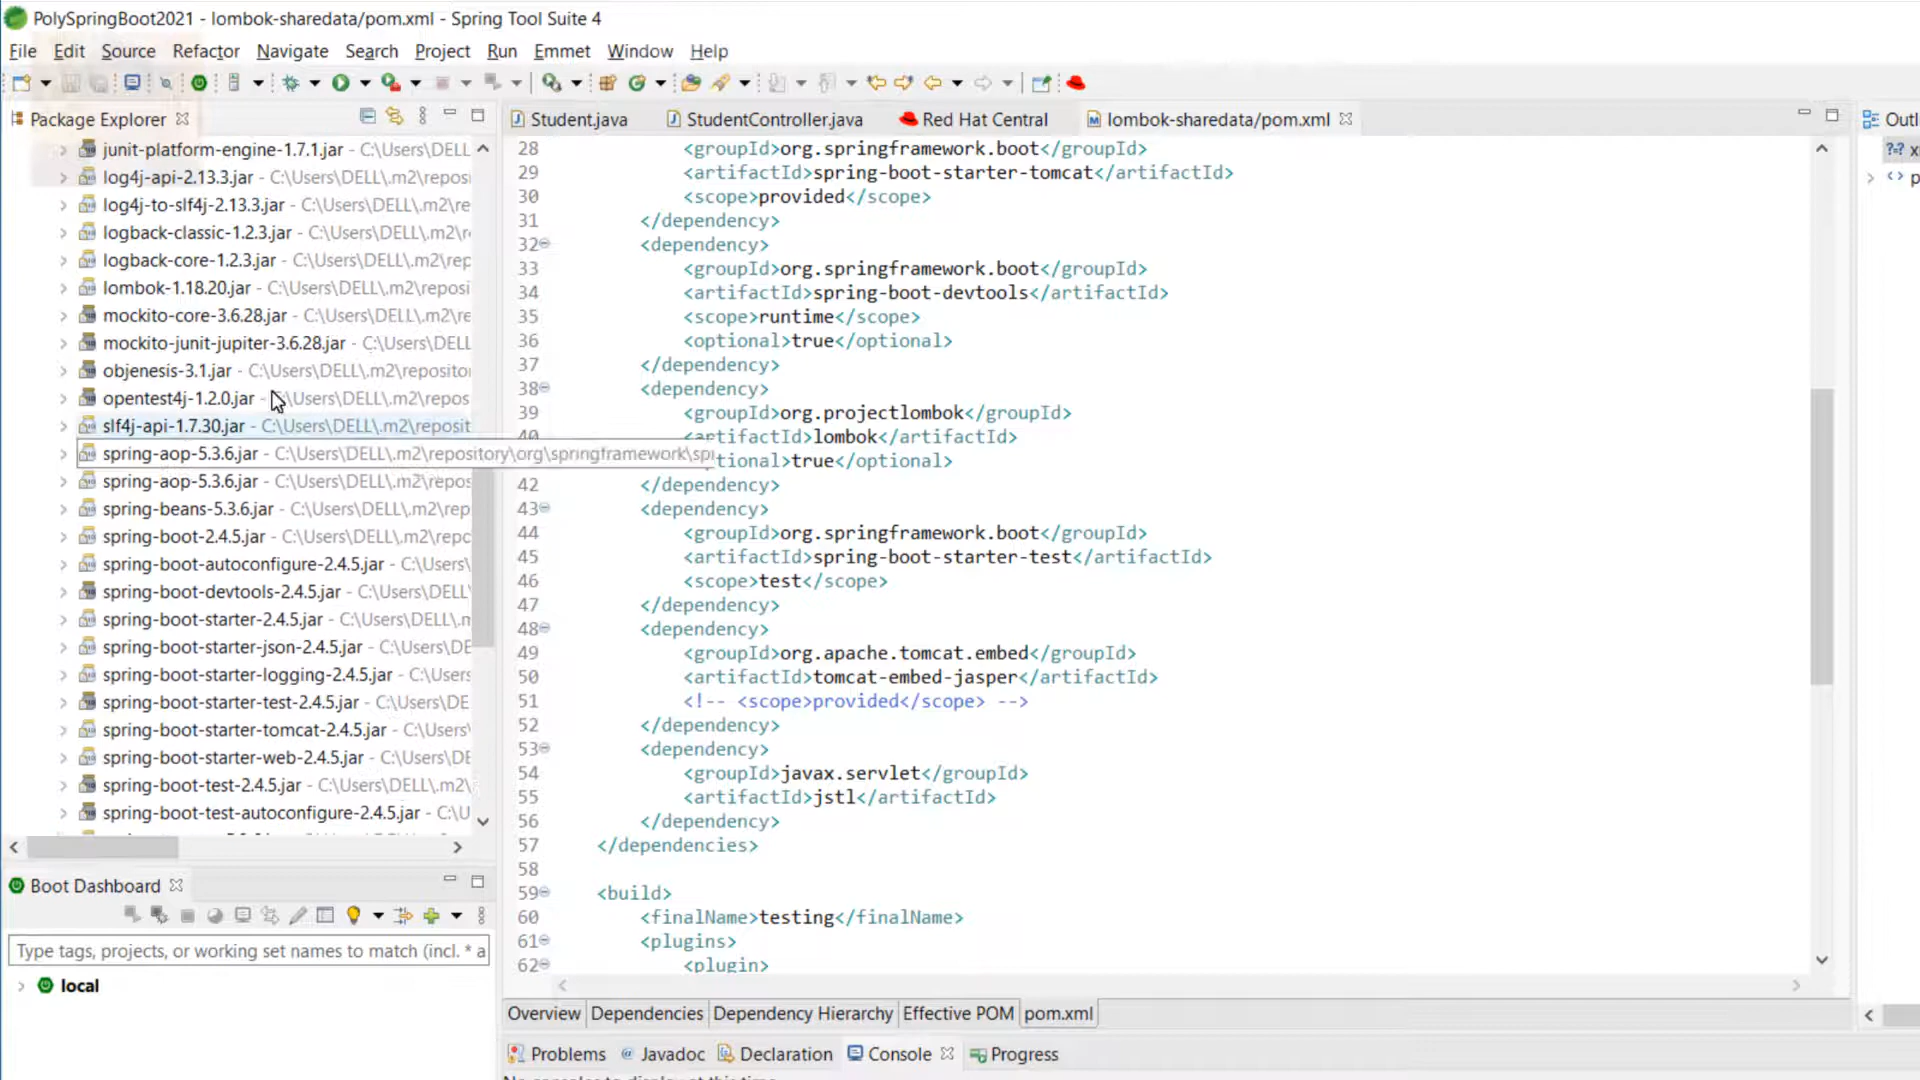 PolySpringBoot2021 - lombok-sharedata/pom.xml - Spring Tool Suite 4
File Edit Source Refactor Navigate Search Project Run Emmet Window Help
Package Explorer
junit-platform-engine-1.7.1.jar - C:\Users\DELL
log4j-api-2.13.3.jar - C:\Users\DELL\.m2\repos
log4j-to-slf4j-2.13.3.jar - C:\Users\DELL\.m2\re
logback-classic-1.2.3.jar - C:\Users\DELL\.m2\r
logback-core-1.2.3.jar - C:\Users\DELL\.m2\rep
lombok-1.18.20.jar - C:\Users\DELL\.m2\reposi
mockito-core-3.6.28.jar - C:\Users\DELL\.m2\re
mockito-junit-jupiter-3.6.28.jar - C:\Users\DELL
objenesis-3.1.jar - C:\Users\DELL\.m2\reposito
opentest4j-1.2.0.jar - C:\Users\DELL\.m2\repos
slf4j-api-1.7.30.jar - C:\Users\DELL\.m2\reposit
spring-aop-5.3.6.jar - C:\Users\DELL\.m2\repository\org\springframework\spr
spring-aop-5.3.6.jar - C:\Users\DELL\.m2\repos
spring-beans-5.3.6.jar - C:\Users\DELL\.m2\rep
spring-boot-2.4.5.jar - C:\Users\DELL\.m2\repc
spring-boot-autoconfigure-2.4.5.jar - C:\Users
spring-boot-devtools-2.4.5.jar - C:\Users\DELL\
spring-boot-starter-2.4.5.jar - C:\Users\DELL\.n
spring-boot-starter-json-2.4.5.jar - C:\Users\DE
spring-boot-starter-logging-2.4.5.jar - C:\Users
spring-boot-starter-test-2.4.5.jar - C:\Users\DEL
spring-boot-starter-tomcat-2.4.5.jar - C:\Users\
spring-boot-starter-web-2.4.5.jar - C:\Users\DE
spring-boot-test-2.4.5.jar - C:\Users\DELL\.m2\
spring-boot-test-autoconfigure-2.4.5.jar - C:\U
Boot Dashboard
Type tags, projects, or working set names to match (incl. * a
local
Student.java StudentController.java Red Hat Central lombok-sharedata/pom.xml
28 <groupId>org.springframework.boot</groupId>
29 <artifactId>spring-boot-starter-tomcat</artifactId>
30 <scope>provided</scope>
31 </dependency>
32 <dependency>
33 <groupId>org.springframework.boot</groupId>
34 <artifactId>spring-boot-devtools</artifactId>
35 <scope>runtime</scope>
36 <optional>true</optional>
37 </dependency>
38 <dependency>
39 <groupId>org.projectlombok</groupId>
40 <artifactId>lombok</artifactId>
tional>true</optional>
42 </dependency>
43 <dependency>
44 <groupId>org.springframework.boot</groupId>
45 <artifactId>spring-boot-starter-test</artifactId>
46 <scope>test</scope>
47 </dependency>
48 <dependency>
49 <groupId>org.apache.tomcat.embed</groupId>
50 <artifactId>tomcat-embed-jasper</artifactId>
51 <!-- <scope>provided</scope> -->
52 </dependency>
53 <dependency>
54 <groupId>javax.servlet</groupId>
55 <artifactId>jstl</artifactId>
56 </dependency>
57 </dependencies>
58
59 <build>
60 <finalName>testing</finalName>
61 <plugins>
62 <plugin>
Overview Dependencies Dependency Hierarchy Effective POM pom.xml
Problems Javadoc Declaration Console Progress
No consoles to display at this time.
Outli
x
p